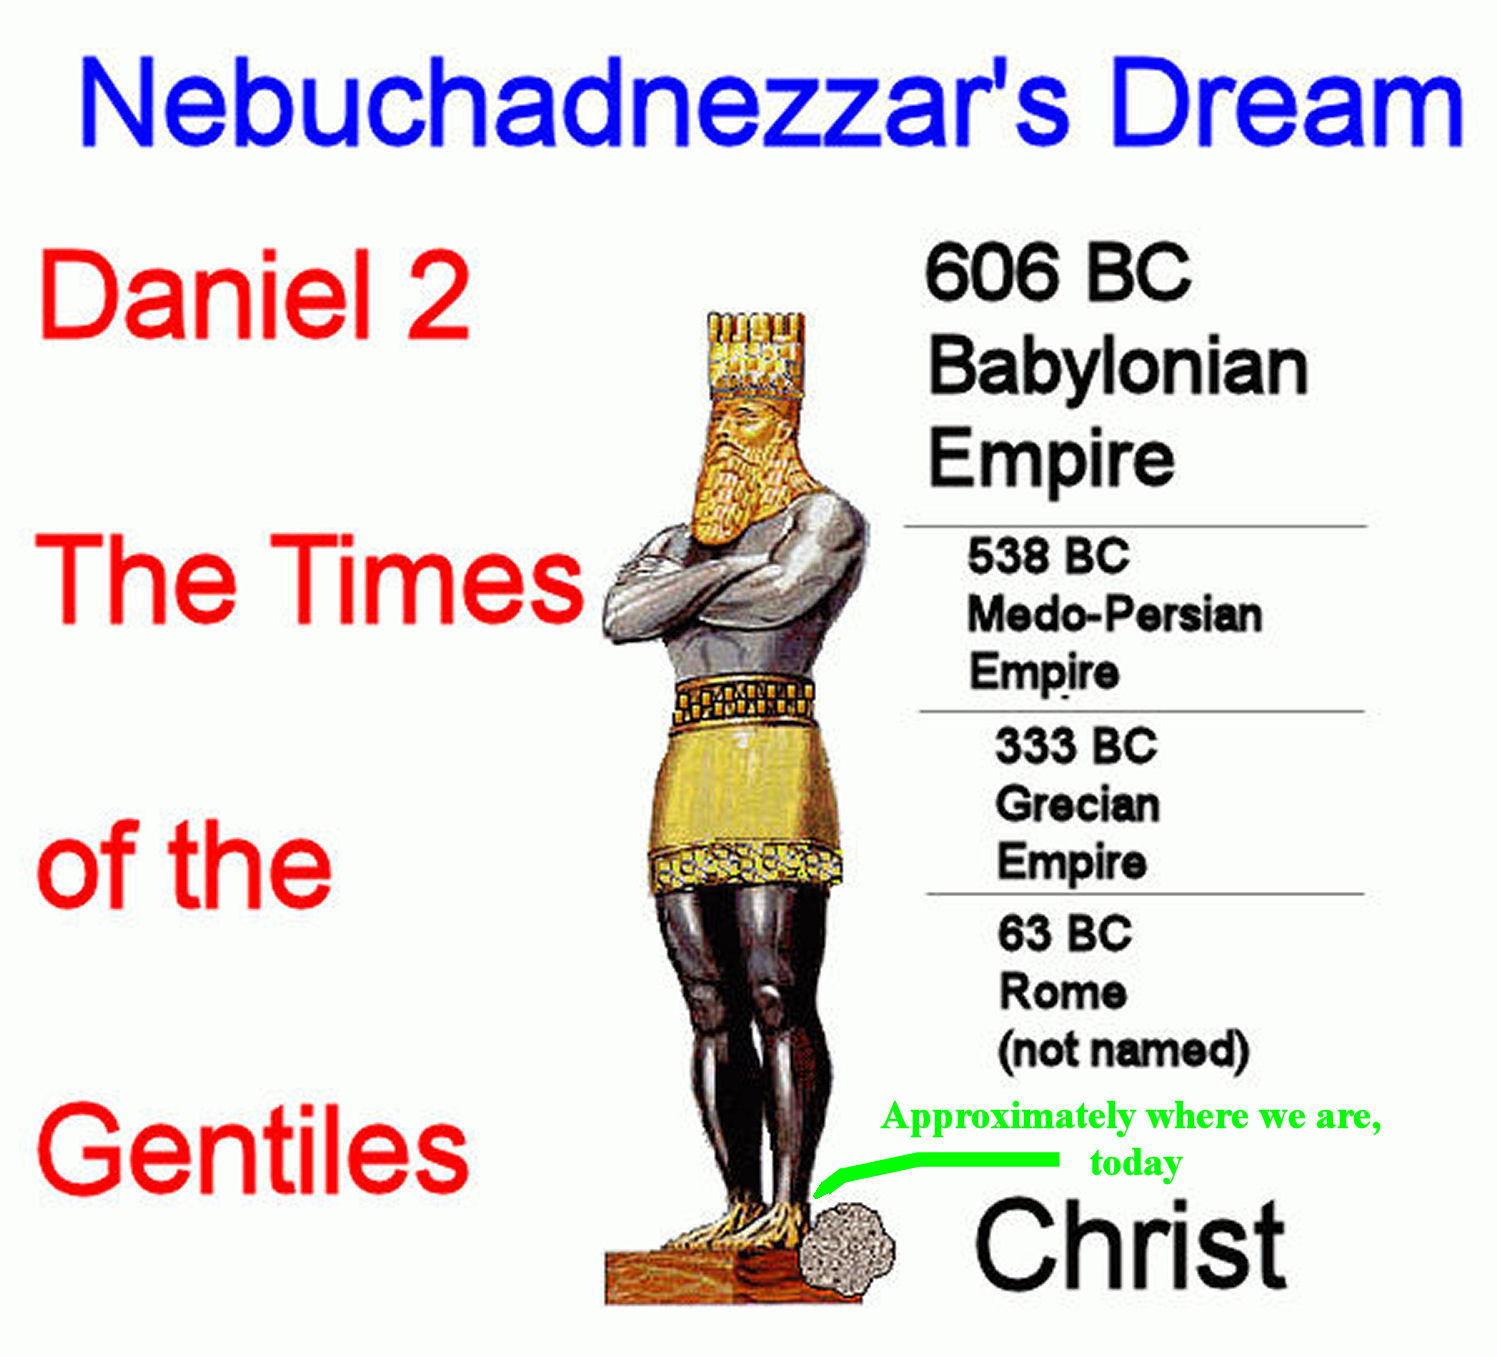 Nebuchadnezzar's Dream
Daniel 2
The Times
of the
Gentiles
606 BC
Babylonian
Empire
538 BC
Medo-Persian
Empire
333 BC
Grecian
Empire
63 BC
Rome
(not named)
Approximately where we are,
today
Christ